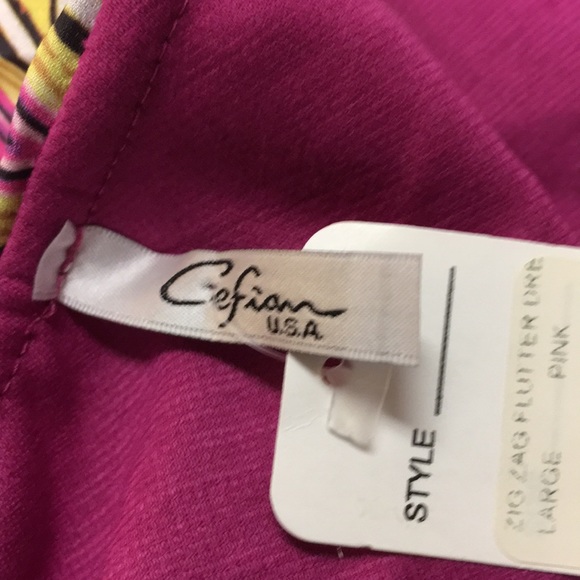 Cefian
U.S.A.
STYLE
ZIG ZAG FLUTTER DRE
LARGE PINK